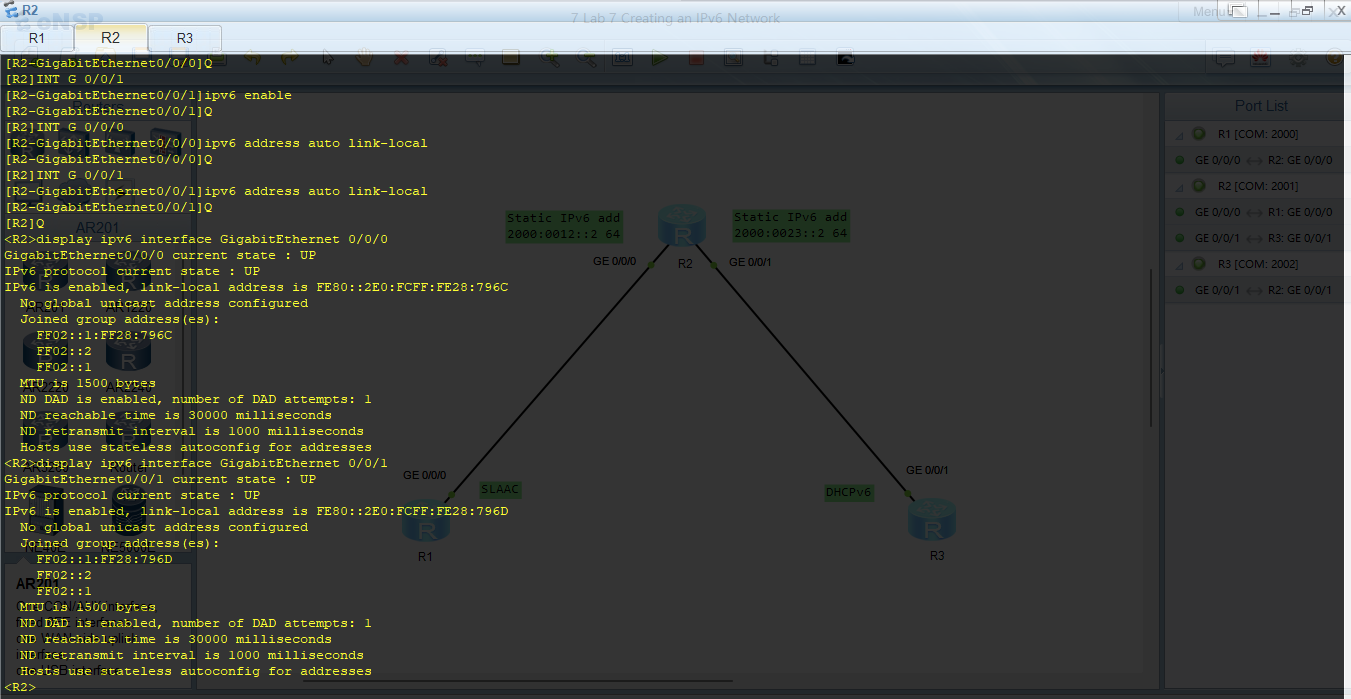 R2
eNSP
7 Lab 7 Creating an IPv6 Network
Menu
R1
R2
R3
[R2-GigabitEthernet0/0/0]Q
[R2]INT G 0/0/1
[R2-GigabitEthernet0/0/1]ipv6 enable
[R2-GigabitEthernet0/0/1]Q
[R2]INT G 0/0/0
[R2-GigabitEthernet0/0/0]ipv6 address auto link-local
[R2-GigabitEthernet0/0/0]Q
[R2]INT G 0/0/1
[R2-GigabitEthernet0/0/1]ipv6 address auto link-local
[R2-GigabitEthernet0/0/1]Q
[R2]Q
<R2>display ipv6 interface GigabitEthernet 0/0/0
GigabitEthernet0/0/0 current state : UP
IPv6 protocol current state : UP
IPv6 is enabled, link-local address is FE80::2E0:FCFF:FE28:796C
No global unicast address configured
Joined group address(es):
FF02::1:FF28:796C
FF02::2
FF02::1
MTU is 1500 bytes
ND DAD is enabled, number of DAD attempts: 1
ND reachable time is 30000 milliseconds
ND retransmit interval is 1000 milliseconds
Hosts use stateless autoconfig for addresses
<R2>display ipv6 interface GigabitEthernet 0/0/1
GigabitEthernet0/0/1 current state : UP
IPv6 protocol current state : UP
IPv6 is enabled, link-local address is FE80::2E0:FCFF:FE28:796D
No global unicast address configured
Joined group address(es):
FF02::1:FF28:796D
FF02::2
FF02::1
MTU is 1500 bytes
ND DAD is enabled, number of DAD attempts: 1
ND reachable time is 30000 milliseconds
ND retransmit interval is 1000 milliseconds
Hosts use stateless autoconfig for addresses
<R2>
AR201
AR201
Static IPv6 add
2000:0012::2 64
Static IPv6 add
2000:0023::2 64
GE 0/0/0
R2
GE 0/0/1
GE 0/0/0
SLAAC
R1
GE 0/0/1
DHCPv6
R3
Port List
R1 [COM: 2000]
GE 0/0/0 R2: GE 0/0/0
R2 [COM: 2001]
GE 0/0/0 R1: GE 0/0/0
GE 0/0/1 R3: GE 0/0/1
R3 [COM: 2002]
GE 0/0/1 R2: GE 0/0/1